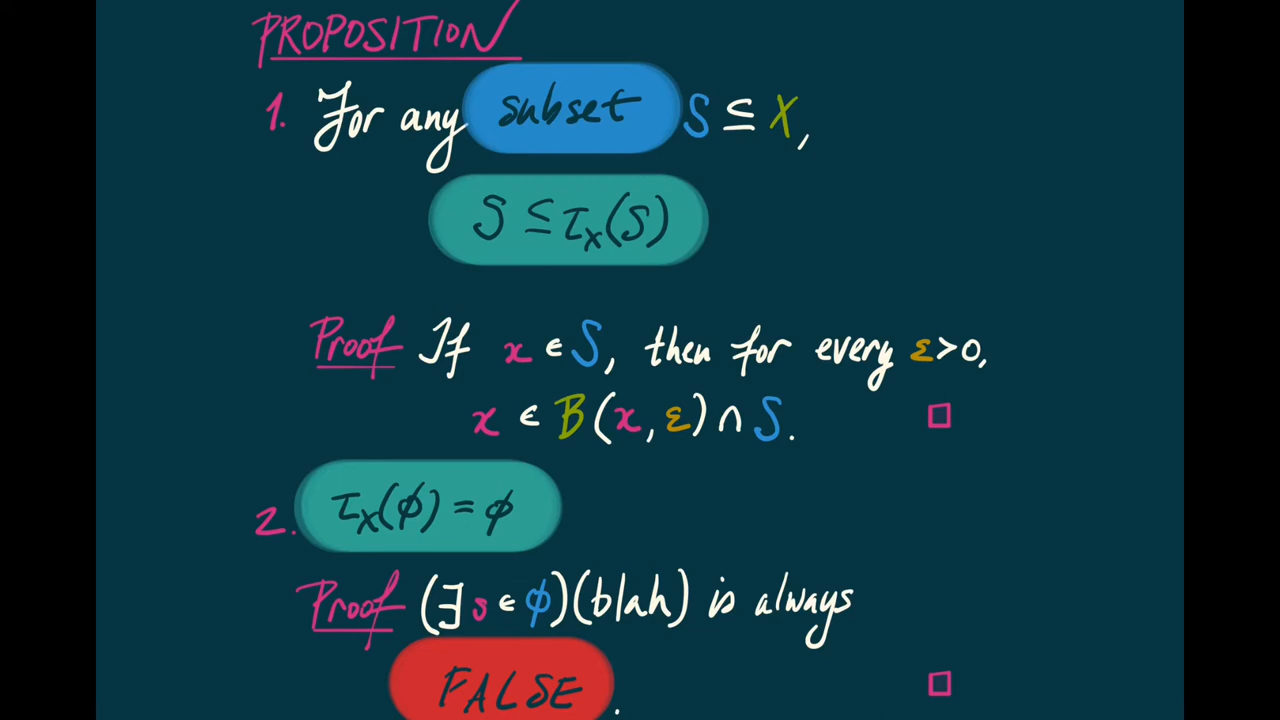 PROPOSITION
1. For any subset S ⊆ X,
S ⊆ τₓ(S)
Proof If x ∈ S, then for every ε>0,
x ∈ B(x, ε) ∩ S. □
2. τₓ(ϕ) = ϕ
Proof (∃ s ∈ ϕ)(blah) is always
FALSE. □